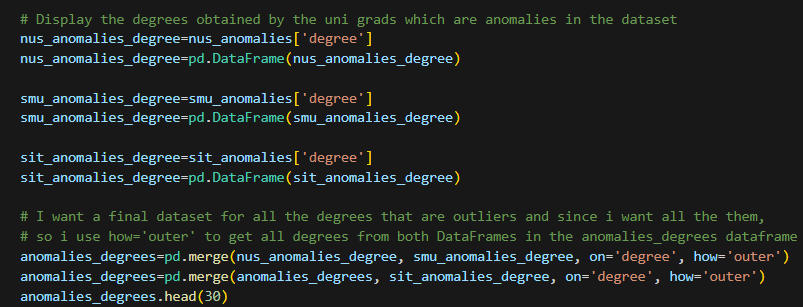 # Display the degrees obtained by the uni grads which are anomalies in the dataset
nus_anomalies_degree=nus_anomalies['degree']
nus_anomalies_degree=pd.DataFrame(nus_anomalies_degree)
smu_anomalies_degree=smu_anomalies['degree']
smu_anomalies_degree=pd.DataFrame(smu_anomalies_degree)
sit_anomalies_degree=sit_anomalies['degree']
sit_anomalies_degree=pd.DataFrame(sit_anomalies_degree)
# I want a final dataset for all the degrees that are outliers and since i want all the them,
# so i use how='outer' to get all degrees from both DataFrames in the anomalies_degrees dataframe
anomalies_degrees=pd.merge(nus_anomalies_degree, smu_anomalies_degree, on='degree', how='outer')
anomalies_degrees=pd.merge(anomalies_degrees, sit_anomalies_degree, on='degree', how='outer')
anomalies_degrees.head(30)